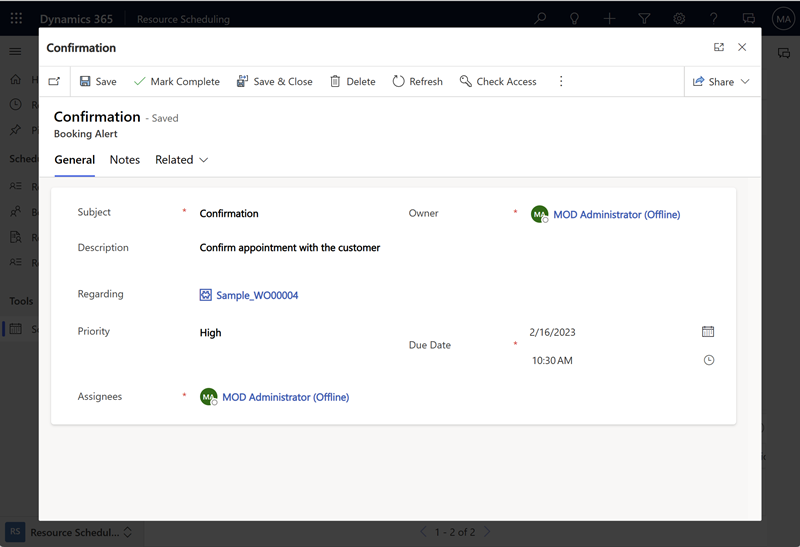 Dynamics 365 Resource Scheduling MA
Confirmation
Save Mark Complete Save & Close Delete Refresh Check Access Share
Confirmation - Saved
Booking Alert
General Notes Related
Subject * Confirmation Owner * MA MOD Administrator (Offline)
Description Confirm appointment with the customer
Regarding Sample_WO00004
Priority High 2/16/2023
Due Date *
10:30 AM
Assignees * MA MOD Administrator (Offline)
Schedu
Tools
RS Resource Schedul... 1 - 2 of 2